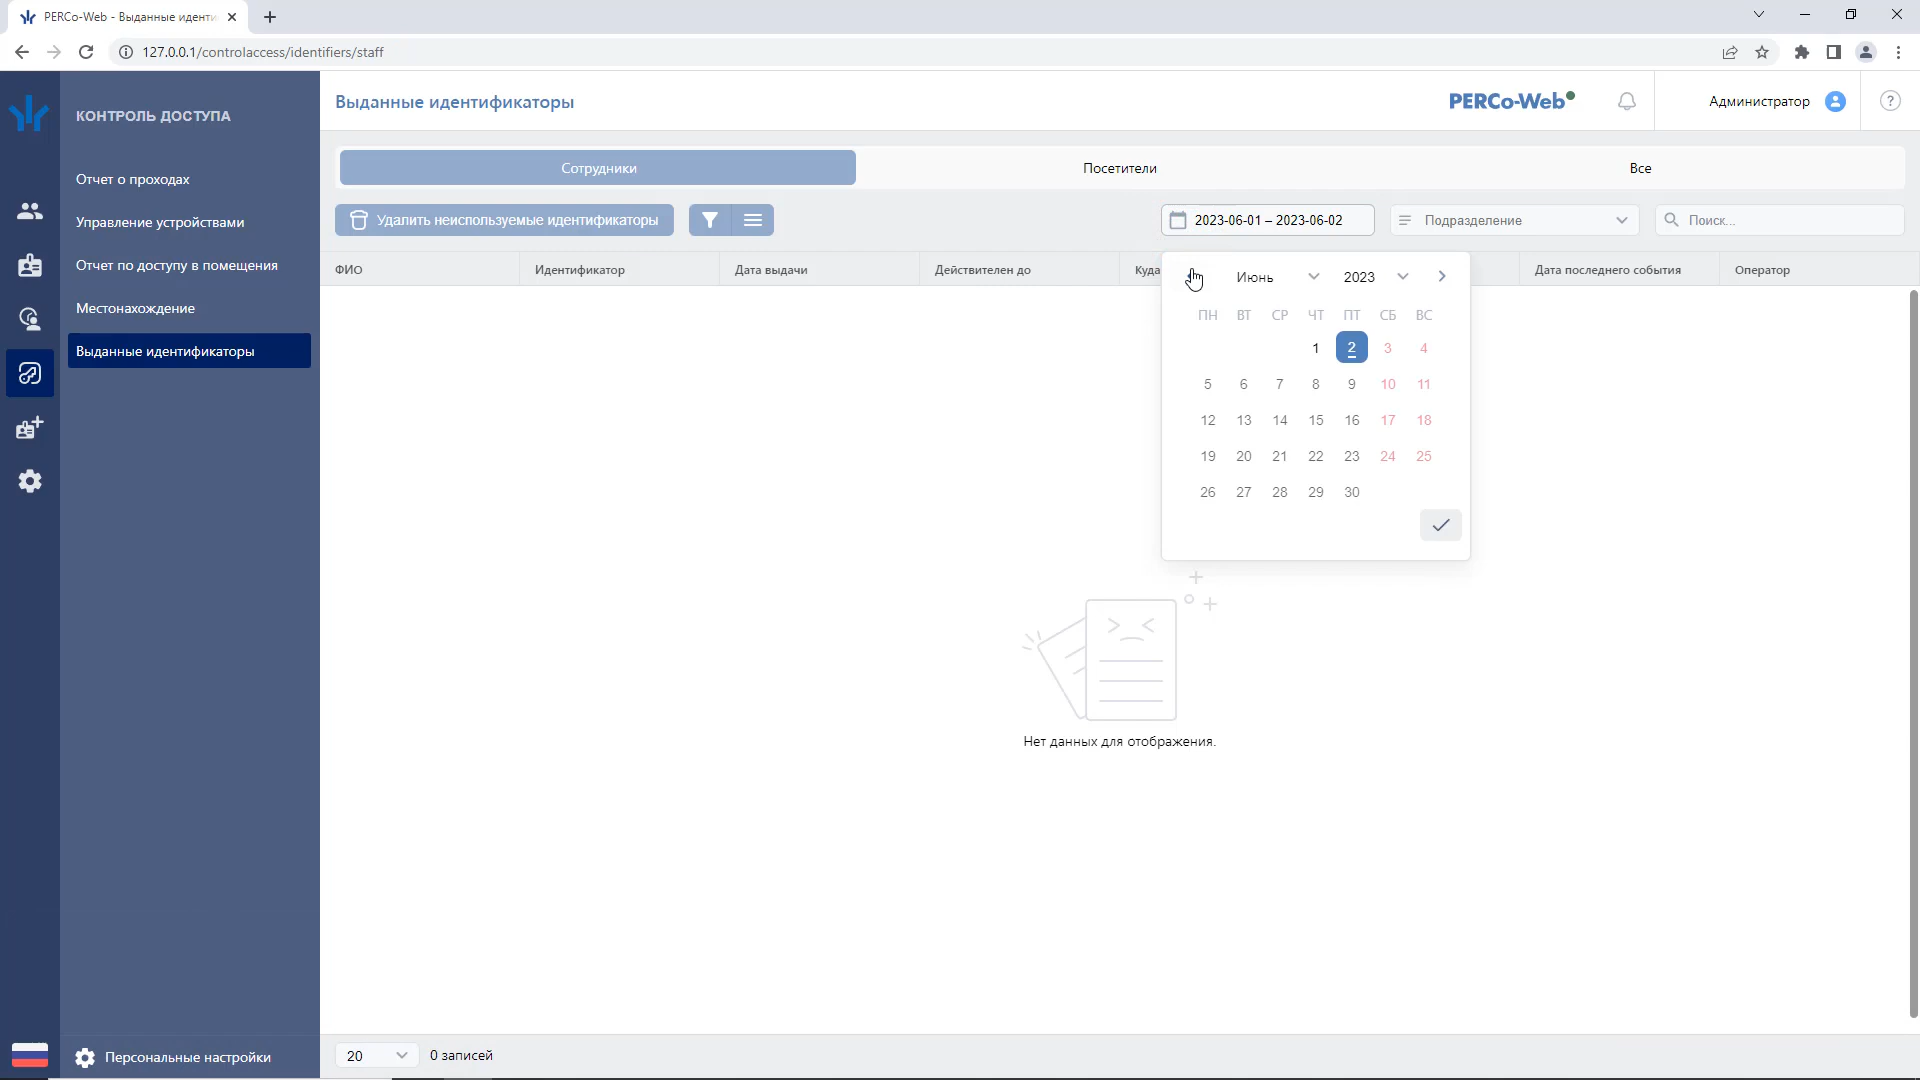 PERCo-Web - Выданные иденти
127.0.0.1/controlaccess/identifiers/staff
КОНТРОЛЬ ДОСТУПА
Отчет о проходах
Управление устройствами
Отчет по доступу в помещения
Местонахождение
Выданные идентификаторы
Персональные настройки
Выданные идентификаторы
PERCo-Web
Администратор
?
Сотрудники Посетители Все
Удалить неиспользуемые идентификаторы
2023-06-01 – 2023-06-02
Подразделение
Поиск...
ФИО Идентификатор Дата выдачи Действителен до Куда Дата последнего события Оператор
Июнь 2023
ПН ВТ СР ЧТ ПТ СБ ВС
1 2 3 4
5 6 7 8 9 10 11
12 13 14 15 16 17 18
19 20 21 22 23 24 25
26 27 28 29 30
Нет данных для отображения.
20 0 записей